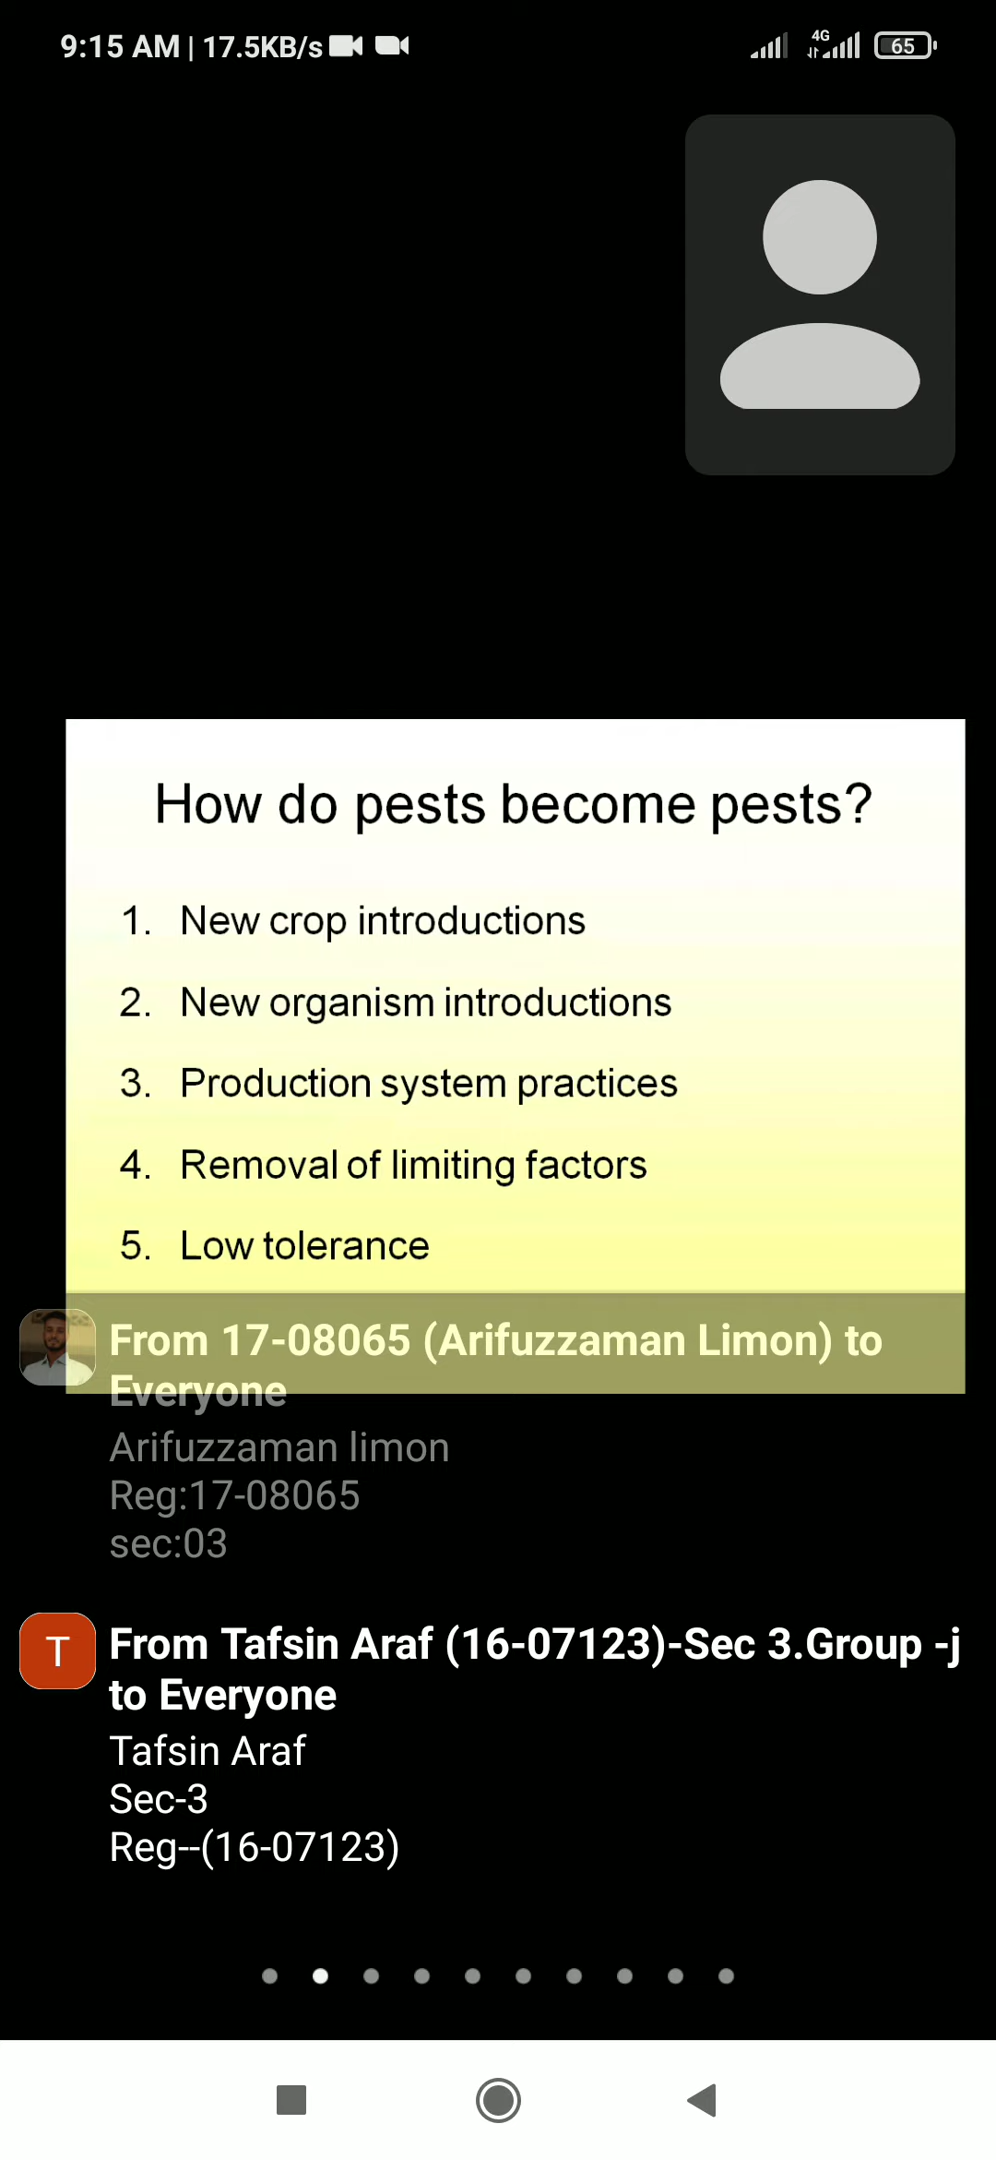 9:15 AM | 17.5KB/s
4G
65
How do pests become pests?
1. New crop introductions
2. New organism introductions
3. Production system practices
4. Removal of limiting factors
5. Low tolerance
From 17-08065 (Arifuzzaman Limon) to
Everyone
Arifuzzaman limon
Reg:17-08065
sec:03
T
From Tafsin Araf (16-07123)-Sec 3.Group -j
to Everyone
Tafsin Araf
Sec-3
Reg--(16-07123)